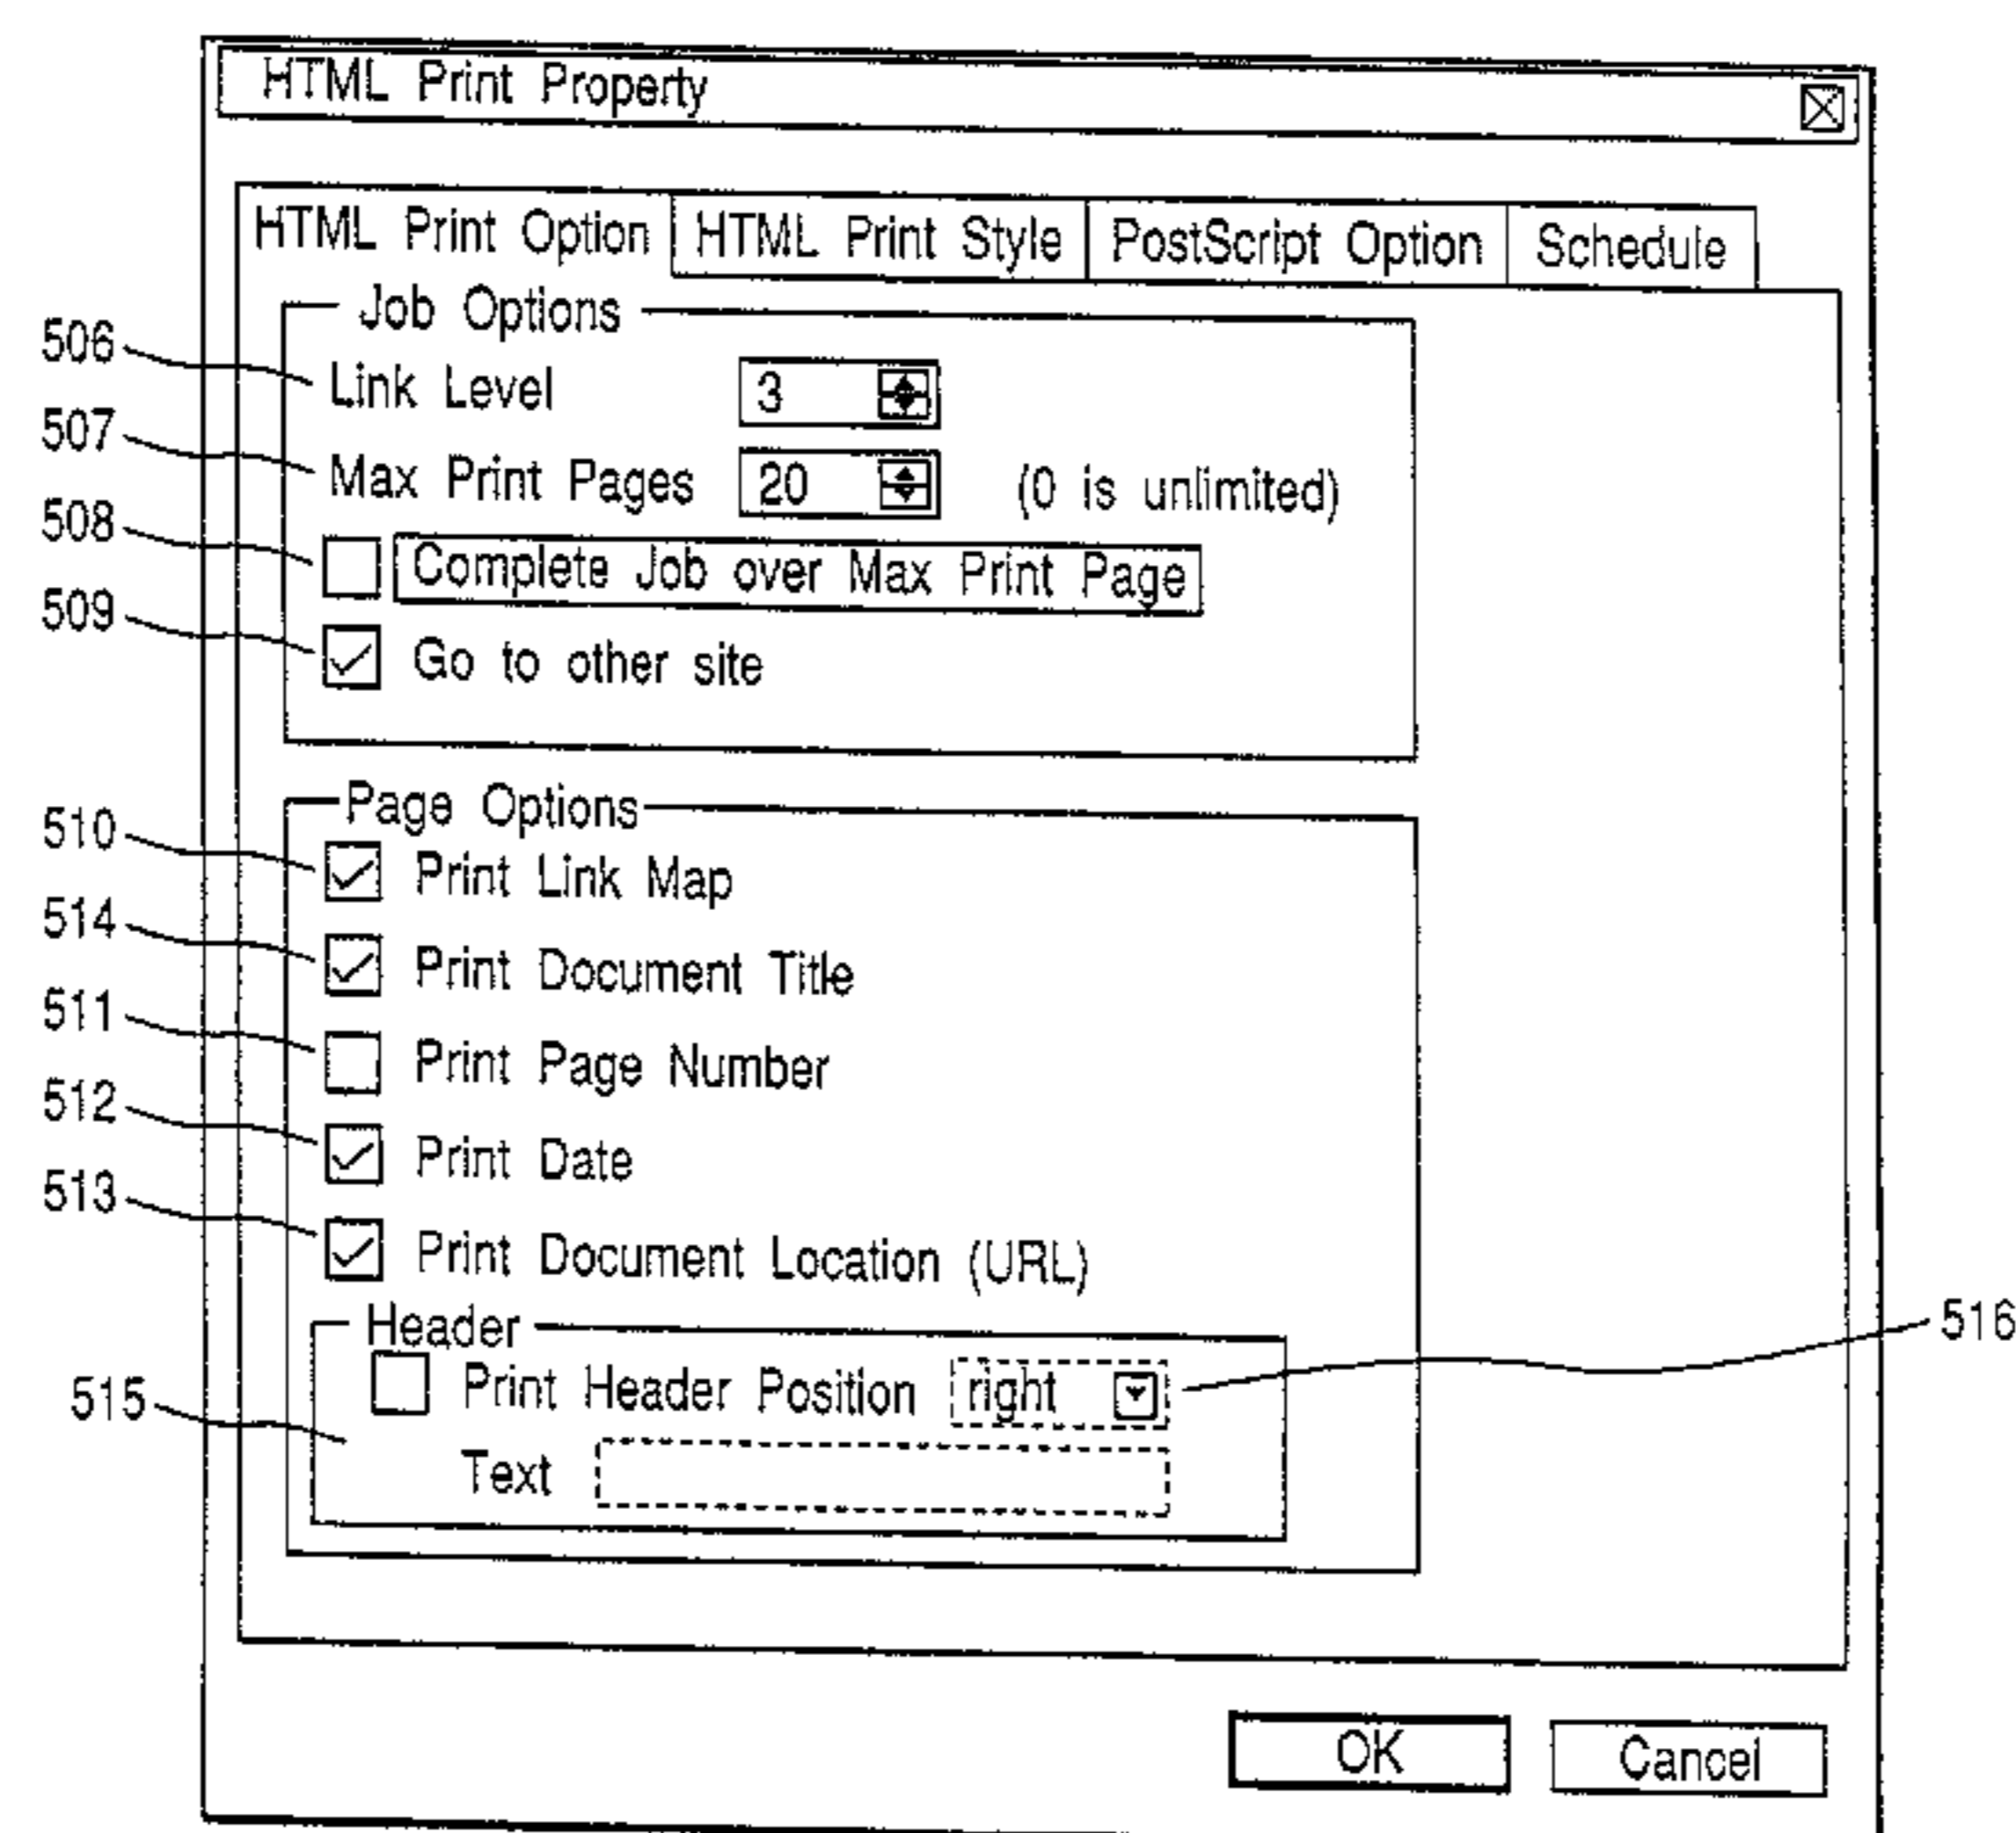 HTML Print Property
HTML Print Option HTML Print Style PostScript Option Schedule
Job Options
506 Link Level 3
507 Max Print Pages 20 (0 is unlimited)
508 Complete Job over Max Print Page
509 Go to other site
Page Options
510 Print Link Map
514 Print Document Title
511 Print Page Number
512 Print Date
513 Print Document Location (URL)
Header
516
Print Header Position right
515
Text
OK Cancel